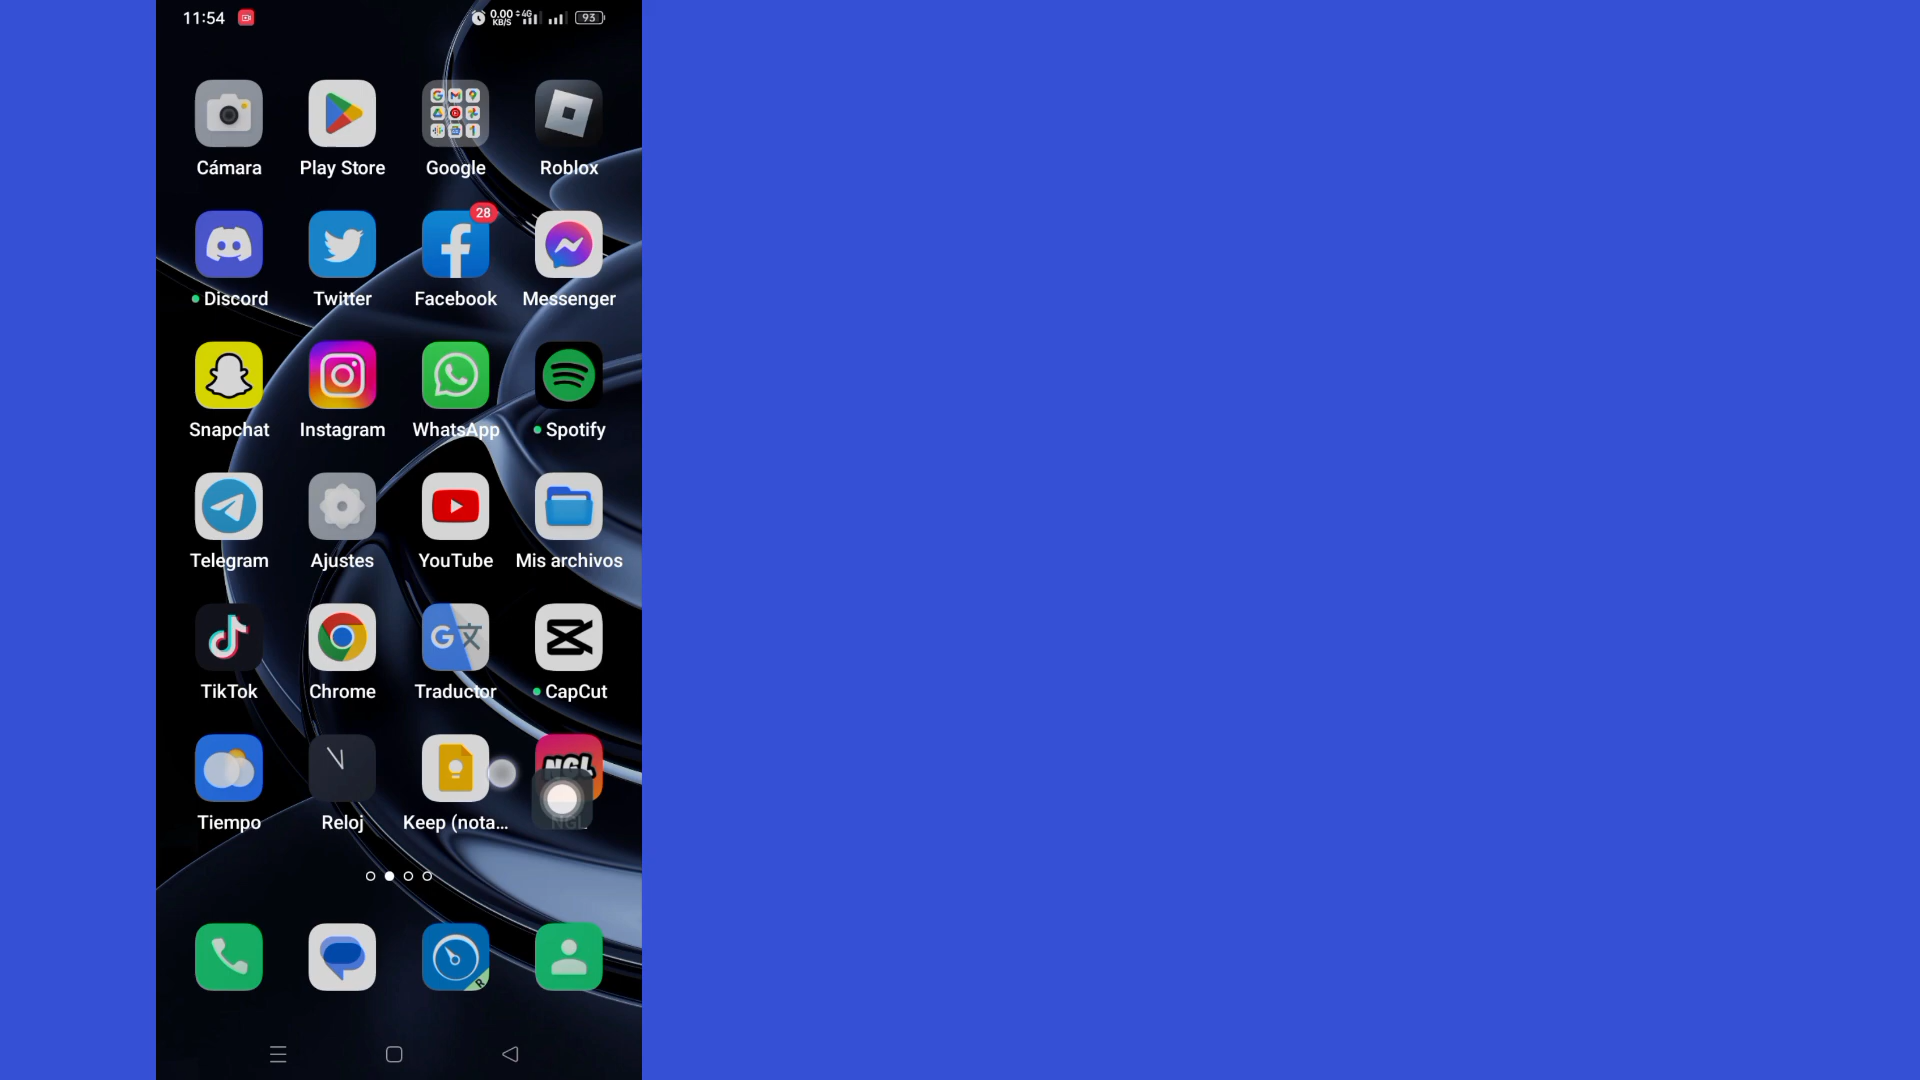 11:54
0.00
KB/S
4G
93
Cámara
Play Store
Google
Roblox
28
Discord
Twitter
Facebook
Messenger
Snapchat
Instagram
WhatsApp
Spotify
Telegram
Ajustes
YouTube
Mis archivos
TikTok
Chrome
Traductor
CapCut
NGL
Tiempo
Reloj
Keep (nota...
NGL
R